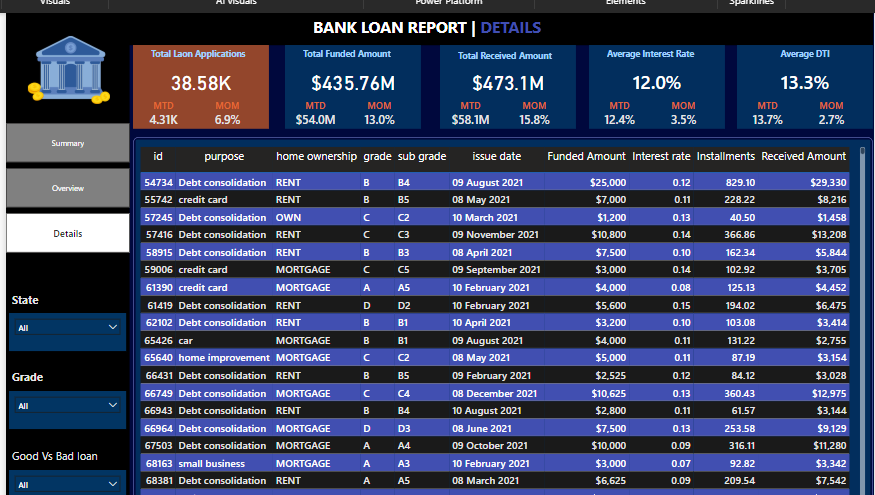 Visuals AI Visuals Power Platform Elements Sparklines
BANK LOAN REPORT | DETAILS
Total Laon Applications
38.58K
MTD MOM
4.31K 6.9%
Total Funded Amount
$435.76M
MTD MOM
$54.0M 13.0%
Total Received Amount
$473.1M
MTD MOM
$58.1M 15.8%
Average Interest Rate
12.0%
MTD MOM
12.4% 3.5%
Average DTI
13.3%
MTD MOM
13.7% 2.7%
Summary
Overview
Details
State
All
Grade
All
Good Vs Bad loan
All
id purpose home ownership grade sub grade issue date Funded Amount Interest rate Installments Received Amount
54734 Debt consolidation RENT B B4 09 August 2021 $25,000 0.12 829.10 $29,330
55742 credit card RENT B B5 08 May 2021 $7,000 0.11 228.22 $8,216
57245 Debt consolidation OWN C C2 10 March 2021 $1,200 0.13 40.50 $1,458
57416 Debt consolidation RENT C C3 09 November 2021 $10,800 0.14 366.86 $13,208
58915 Debt consolidation RENT B B3 08 April 2021 $7,500 0.10 162.34 $5,844
59006 credit card MORTGAGE C C5 09 September 2021 $3,000 0.14 102.92 $3,705
61390 credit card MORTGAGE A A5 10 February 2021 $4,000 0.08 125.13 $4,452
61419 Debt consolidation RENT D D2 10 February 2021 $5,600 0.15 194.02 $6,475
62102 Debt consolidation RENT B B1 10 April 2021 $3,200 0.10 103.08 $3,414
65426 car MORTGAGE B B1 09 August 2021 $4,000 0.11 131.22 $2,755
65640 home improvement MORTGAGE C C2 08 May 2021 $5,000 0.11 87.19 $3,154
66431 Debt consolidation RENT B B5 09 February 2021 $2,525 0.12 84.12 $3,028
66749 Debt consolidation MORTGAGE C C4 08 December 2021 $10,625 0.13 360.43 $12,975
66943 Debt consolidation RENT B B4 10 August 2021 $2,800 0.11 61.57 $3,144
66964 Debt consolidation MORTGAGE D D3 08 June 2021 $7,500 0.13 253.58 $9,129
67503 Debt consolidation MORTGAGE A A4 09 October 2021 $10,000 0.09 316.11 $11,280
68163 small business MORTGAGE A A3 10 February 2021 $3,000 0.07 92.82 $3,342
68381 Debt consolidation RENT A A5 08 March 2021 $6,625 0.09 209.54 $7,542